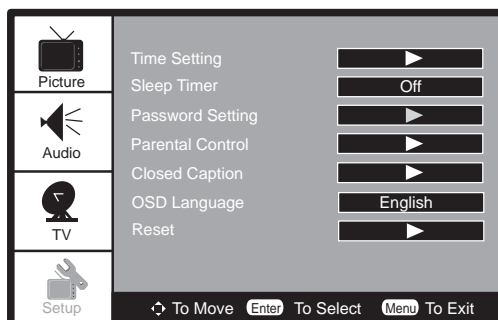 Picture
Audio
TV
Setup
Time Setting
Sleep Timer Off
Password Setting
Parental Control
Closed Caption
OSD Language English
Reset
To Move Enter To Select Menu To Exit